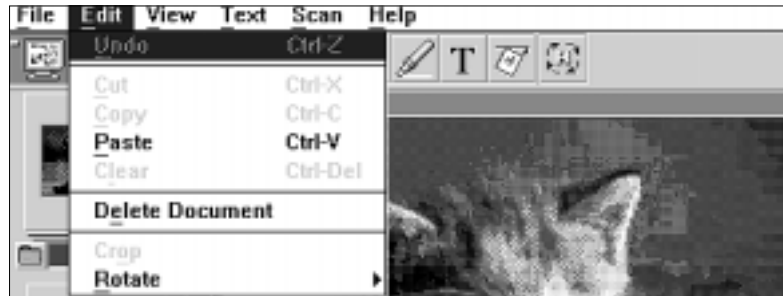 File Edit View Text Scan Help
Undo Ctrl-Z
T
Cut Ctrl-X
Copy Ctrl-C
Paste Ctrl-V
Clear Ctrl-Del
Delete Document
Crop
Rotate